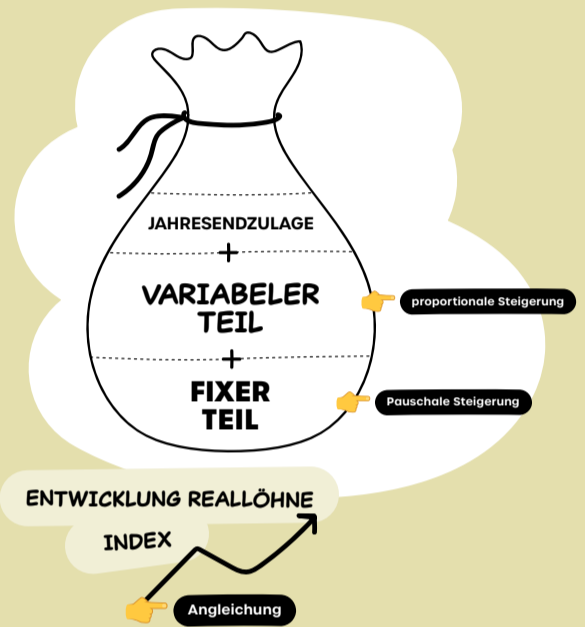 JAHRESENDZULAGE
+
VARIABELER
TEIL
proportionale Steigerung
+
FIXER
TEIL
Pauschale Steigerung
ENTWICKLUNG REALLÖHNE
INDEX
Angleichung